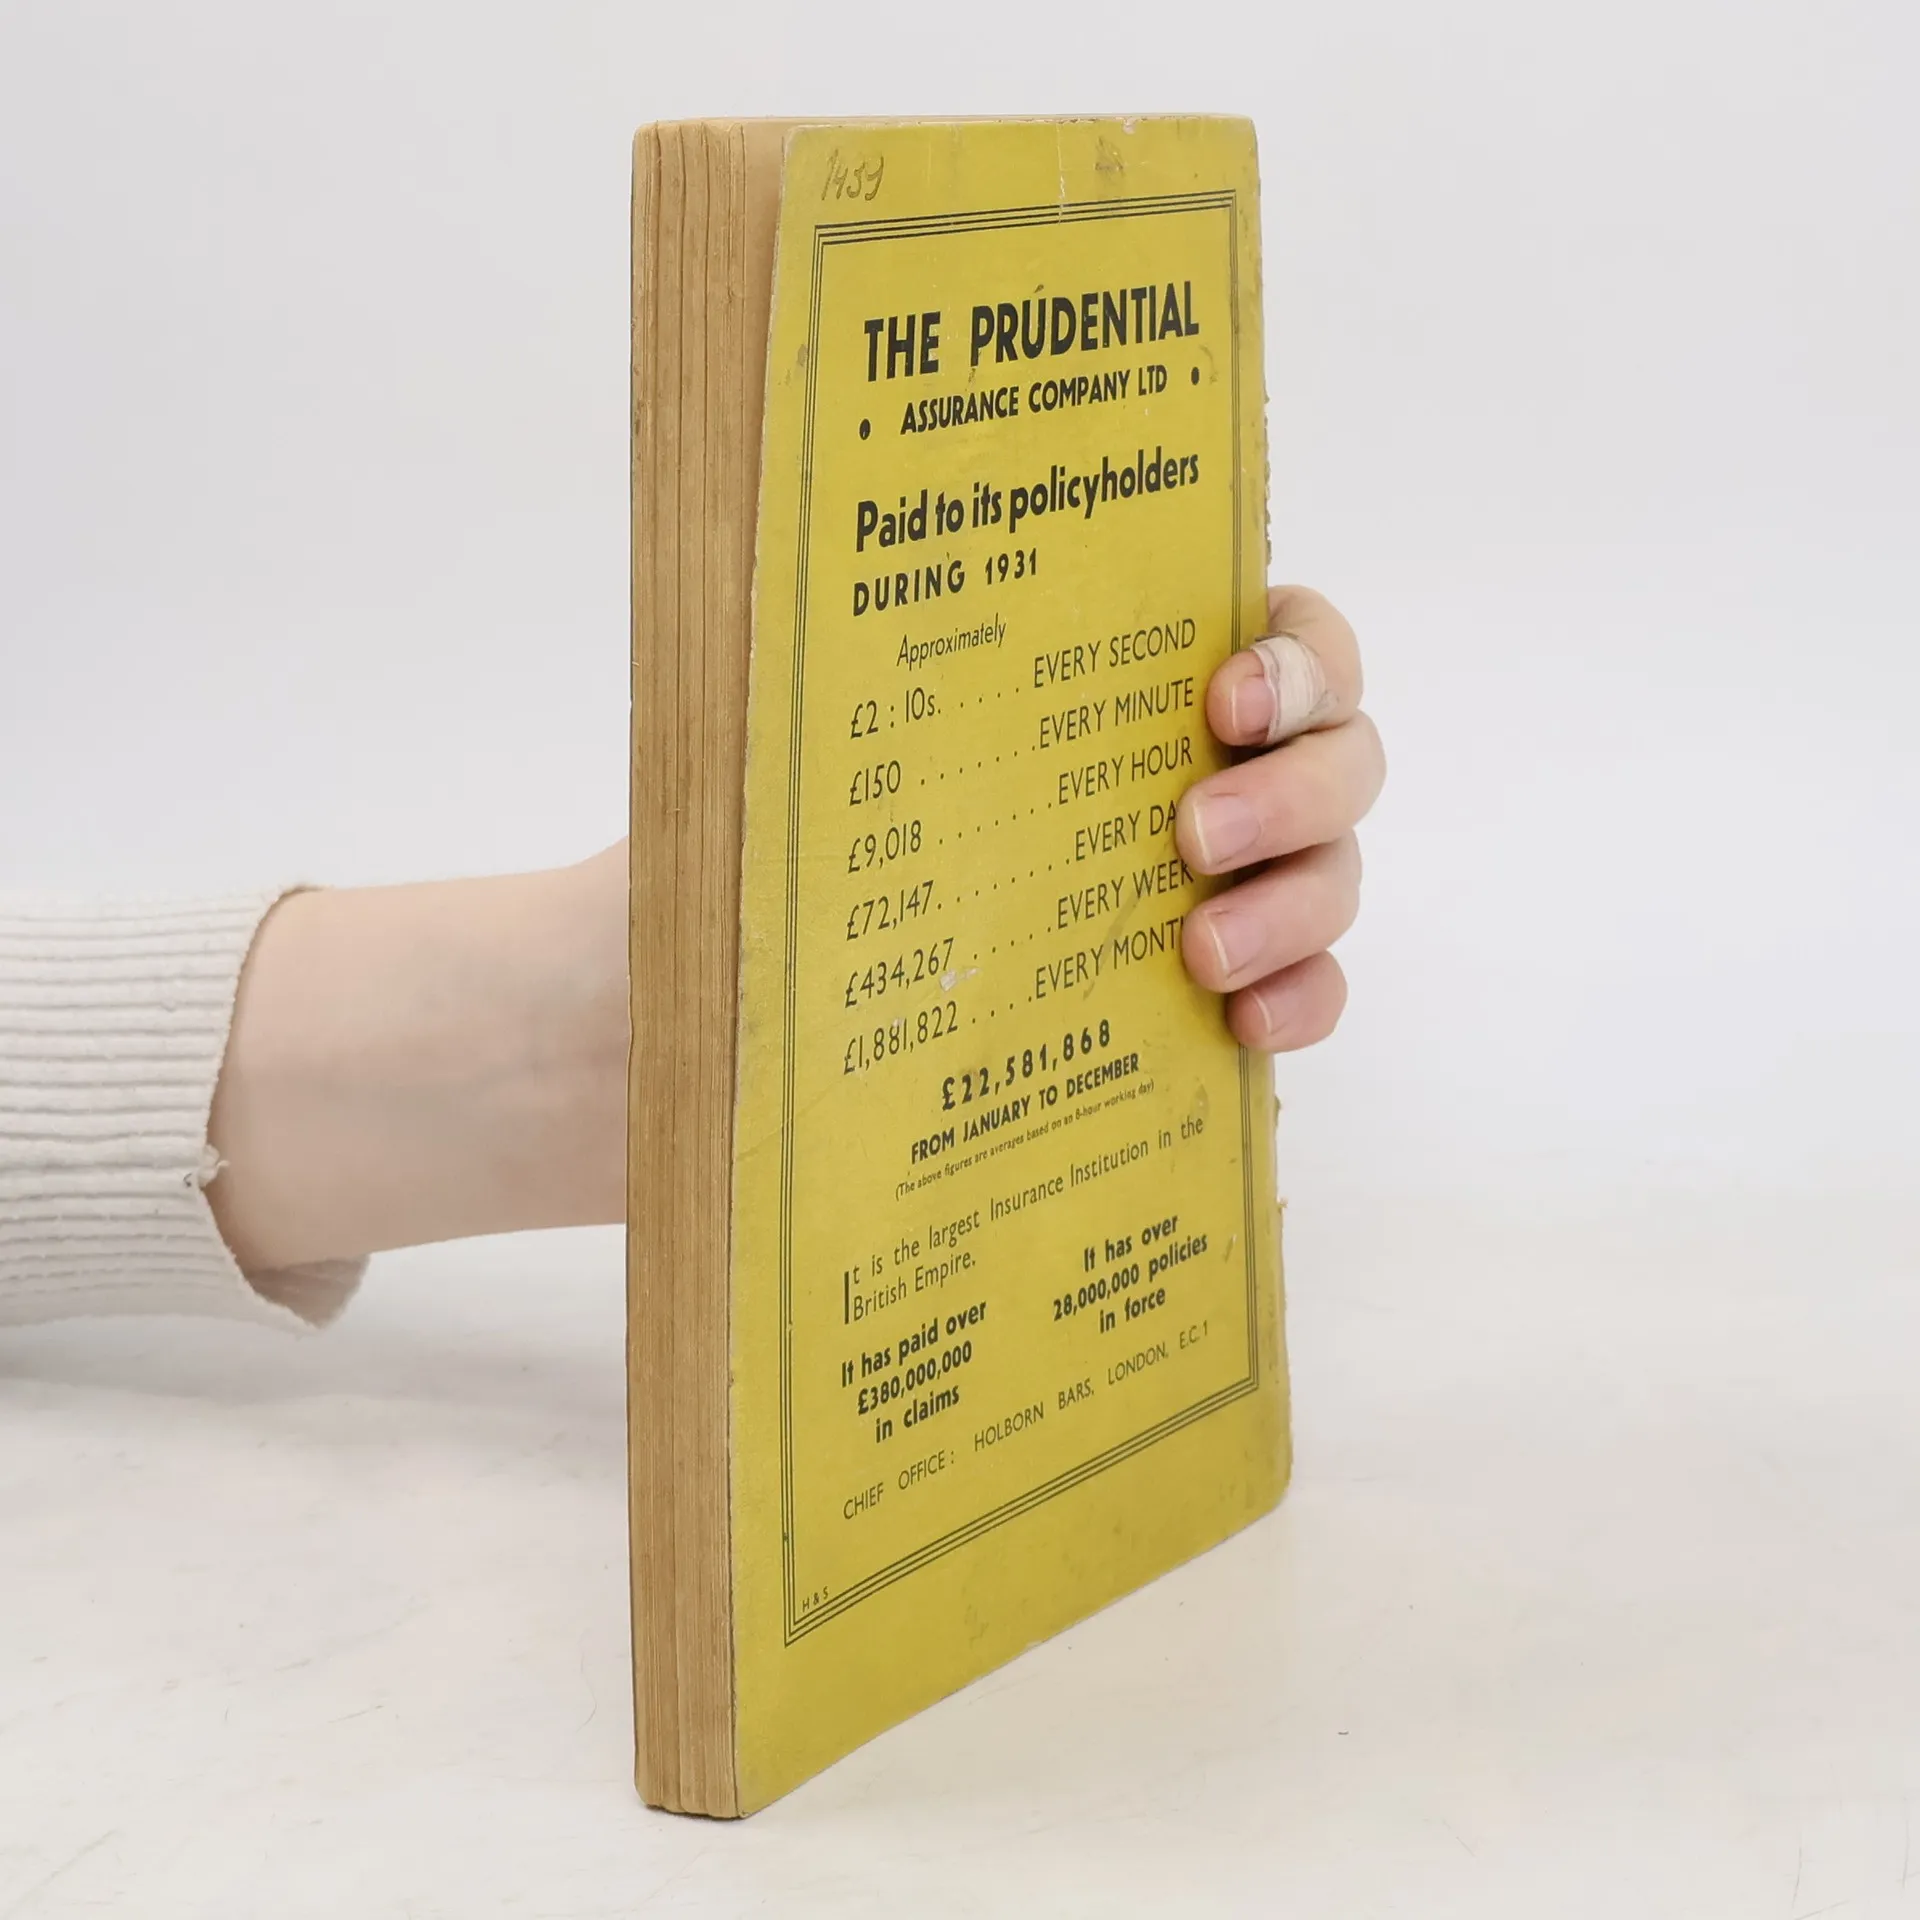 1439
THE PRUDENTIAL
• ASSURANCE COMPANY LTD •
Paid to its policyholders
DURING 1931
Approximately
£2 : 10s. . . . . . EVERY SECOND
£150 . . . . . . . EVERY MINUTE
£9,018 . . . . . . . EVERY HOUR
£72,147. . . . . . . . EVERY DA
£434,267 . . . . . . EVERY WEEK
£1,881,822 . . . . EVERY MONT
£22,581,868
FROM JANUARY TO DECEMBER
(The above figures are averages based on an 8-hour working day)
It is the largest Insurance Institution in the
British Empire.
It has paid over
£380,000,000
in claims
It has over
28,000,000 policies
in force
CHIEF OFFICE : HOLBORN BARS, LONDON, E.C.1
H & S